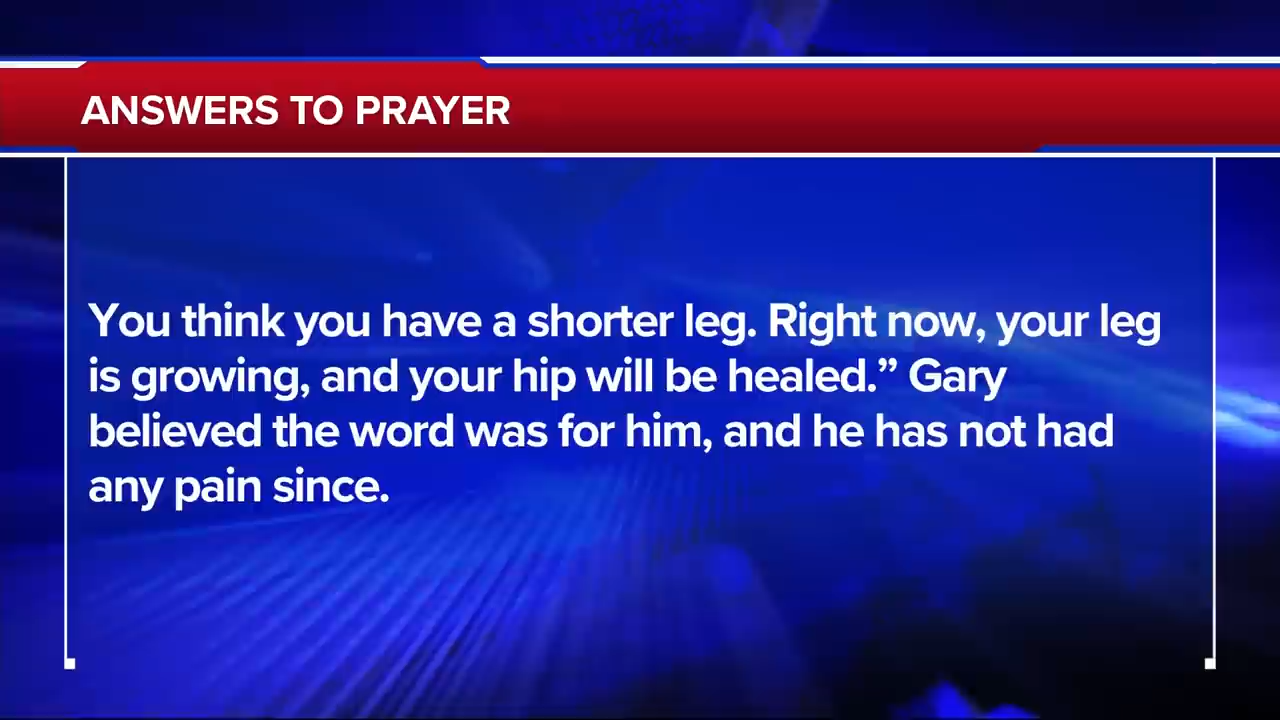 ANSWERS TO PRAYER
You think you have a shorter leg. Right now, your leg
is growing, and your hip will be healed.” Gary
believed the word was for him, and he has not had
any pain since.